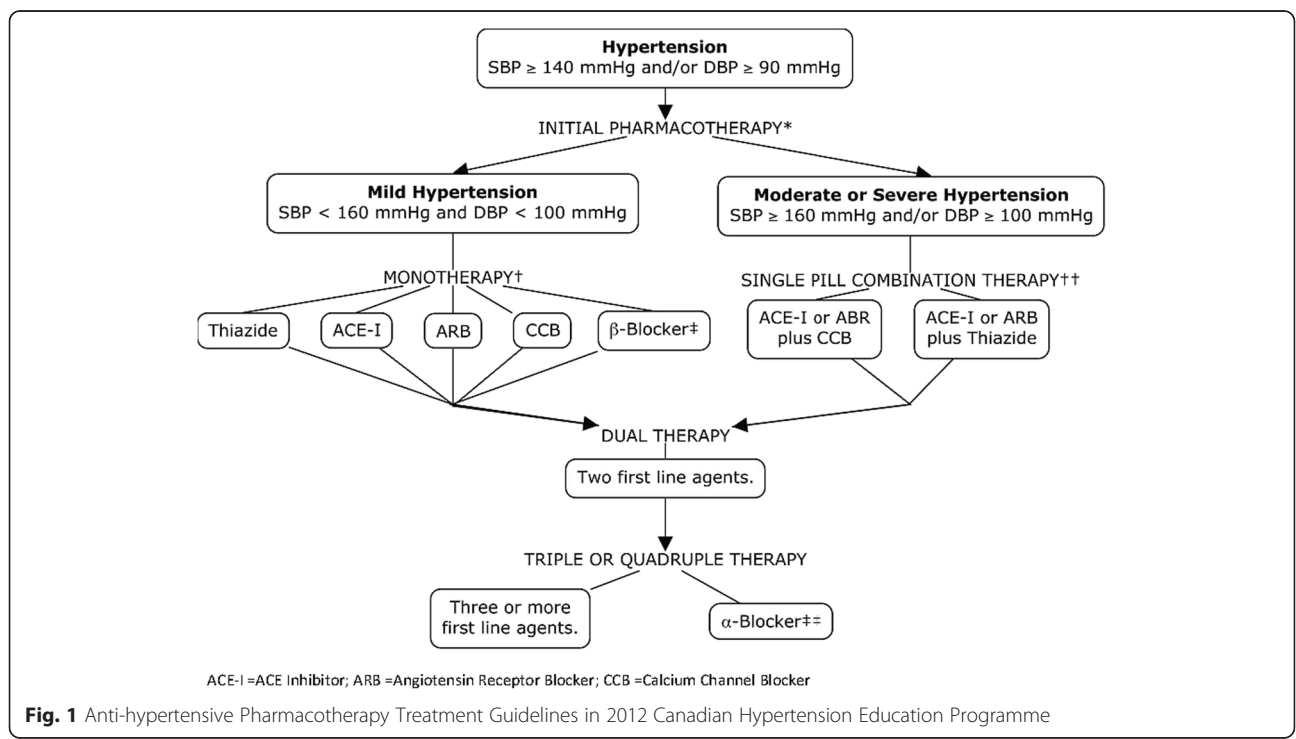 Hypertension
SBP ≥ 140 mmHg and/or DBP ≥ 90 mmHg
INITIAL PHARMACOTHERAPY*
Mild Hypertension
SBP < 160 mmHg and DBP < 100 mmHg
Moderate or Severe Hypertension
SBP ≥ 160 mmHg and/or DBP ≥ 100 mmHg
MONOTHERAPY†
Thiazide
ACE-I
ARB
CCB
β-Blocker‡
SINGLE PILL COMBINATION THERAPY††
ACE-I or ABR
plus CCB
ACE-I or ARB
plus Thiazide
DUAL THERAPY
Two first line agents.
TRIPLE OR QUADRUPLE THERAPY
Three or more
first line agents.
α-Blocker‡‡
ACE-I =ACE Inhibitor; ARB =Angiotensin Receptor Blocker; CCB =Calcium Channel Blocker
Fig. 1 Anti-hypertensive Pharmacotherapy Treatment Guidelines in 2012 Canadian Hypertension Education Programme